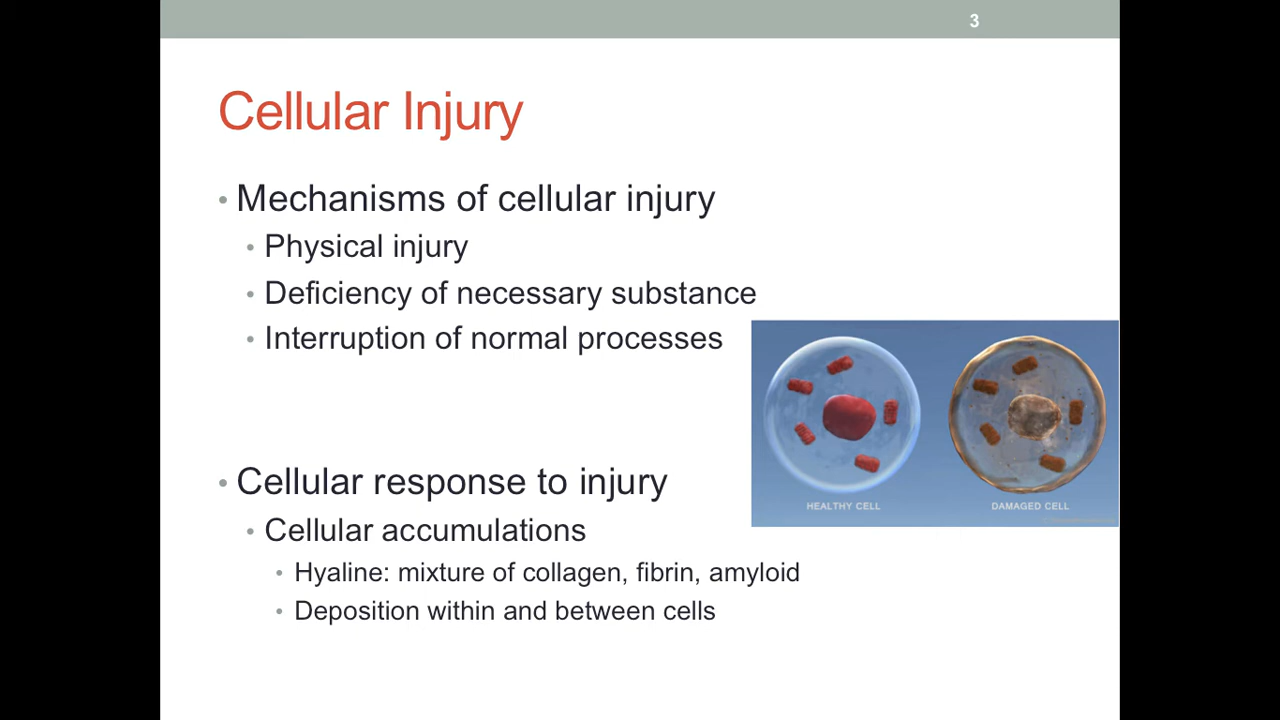 3
Cellular Injury
• Mechanisms of cellular injury
• Physical injury
• Deficiency of necessary substance
• Interruption of normal processes
HEALTHY CELL
DAMAGED CELL
• Cellular response to injury
• Cellular accumulations
• Hyaline: mixture of collagen, fibrin, amyloid
• Deposition within and between cells